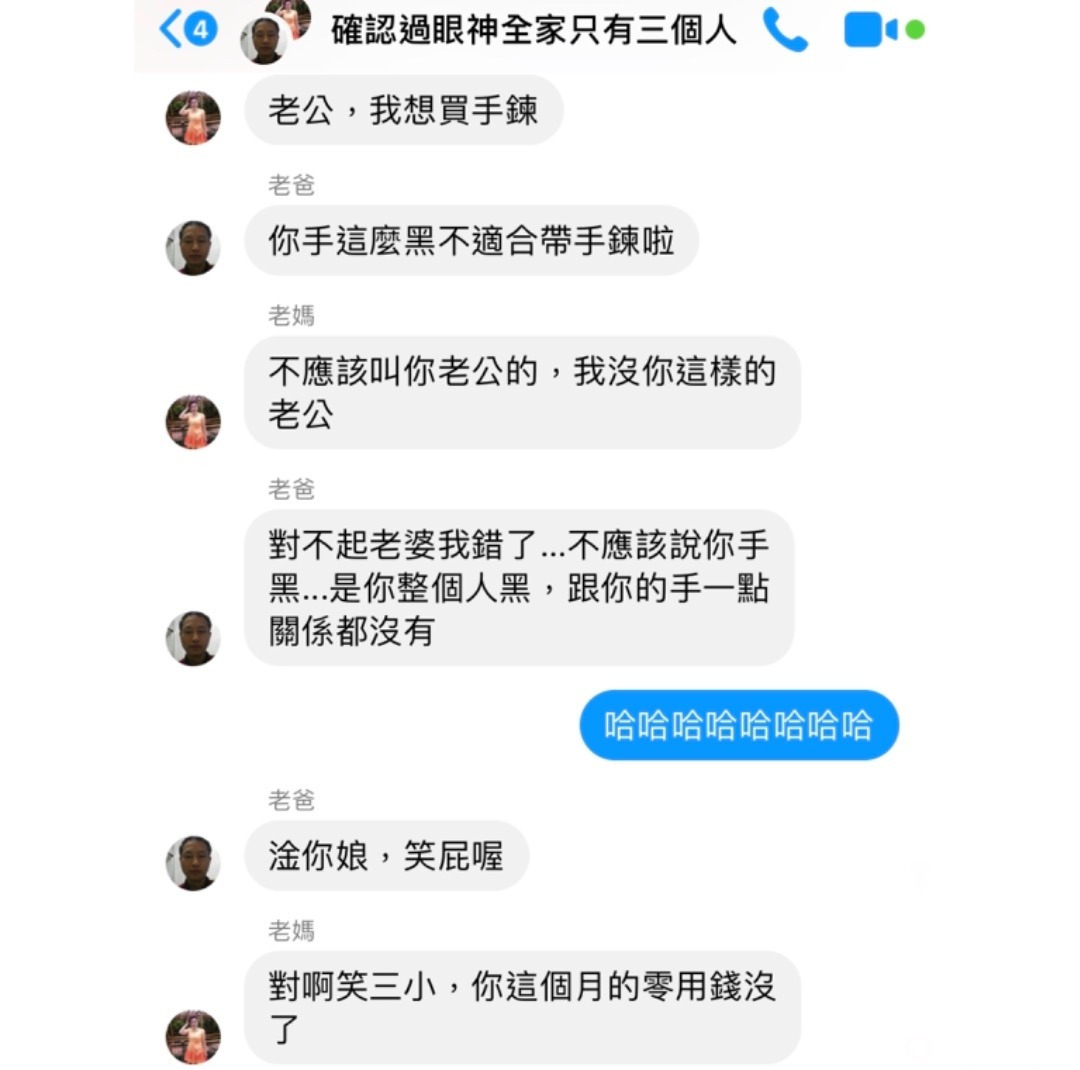 4
確認過眼神全家只有三個人
老公，我想買手鍊
老爸
你手這麼黑不適合帶手鍊啦
老媽
不應該叫你老公的，我沒你這樣的
老公
老爸
對不起老婆我錯了...不應該說你手
黑...是你整個人黑，跟你的手一點
關係都沒有
哈哈哈哈哈哈哈哈
老爸
淦你娘，笑屁喔
老媽
對啊笑三小，你這個月的零用錢沒
了